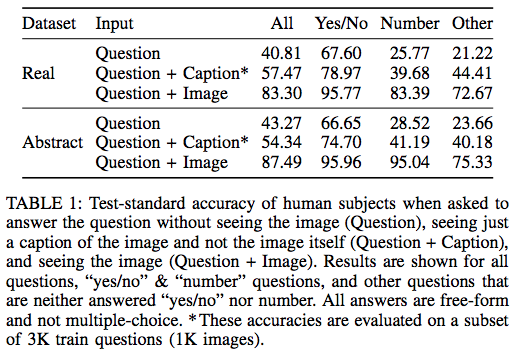 Dataset Input All Yes/No Number Other
Question 40.81 67.60 25.77 21.22
Real Question + Caption* 57.47 78.97 39.68 44.41
Question + Image 83.30 95.77 83.39 72.67
Question 43.27 66.65 28.52 23.66
Abstract Question + Caption* 54.34 74.70 41.19 40.18
Question + Image 87.49 95.96 95.04 75.33
TABLE 1: Test-standard accuracy of human subjects when asked to
answer the question without seeing the image (Question), seeing just
a caption of the image and not the image itself (Question + Caption),
and seeing the image (Question + Image). Results are shown for all
questions, “yes/no” & “number” questions, and other questions that
are neither answered “yes/no” nor number. All answers are free-form
and not multiple-choice. *These accuracies are evaluated on a subset
of 3K train questions (1K images).